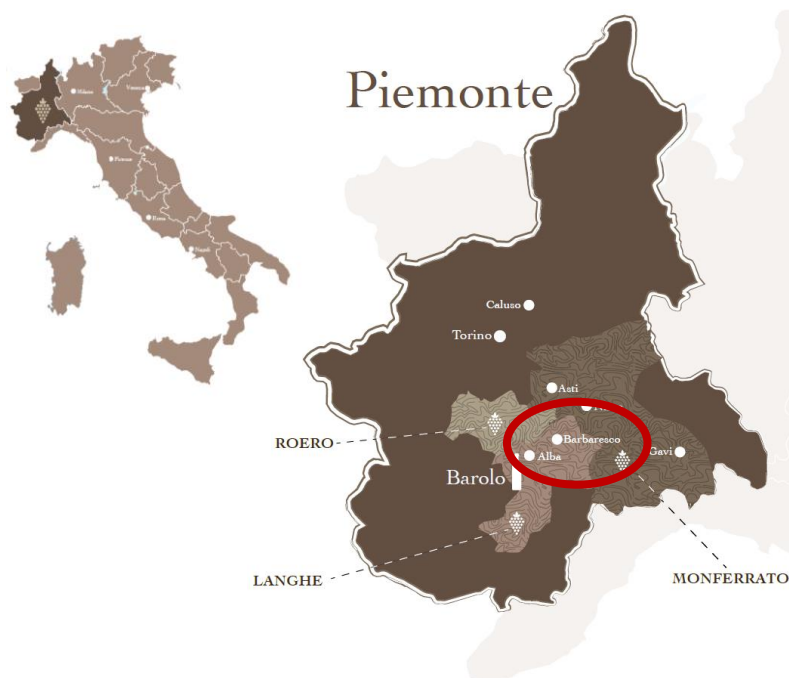 Piemonte
Milano
Venezia
Firenze
Roma
Napoli
Caluso
Torino
Asti
ROERO
Barbaresco
Alba
Gavi
Barolo
LANGHE
MONFERRATO